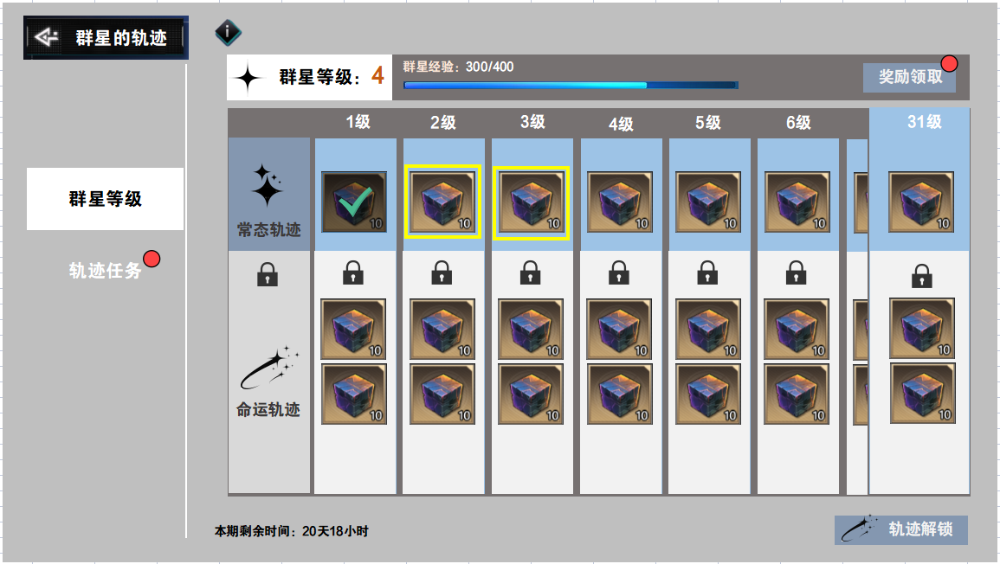 群星的轨迹
i
群星等级：4
群星经验：300/400
奖励领取
1级 2级 3级 4级 5级 6级 31级
群星等级
常态轨迹
10 10 10 10 10 10 10
轨迹任务
10 10 10 10 10 10 10
命运轨迹
10 10 10 10 10 10 10
本期剩余时间：20天18小时
轨迹解锁